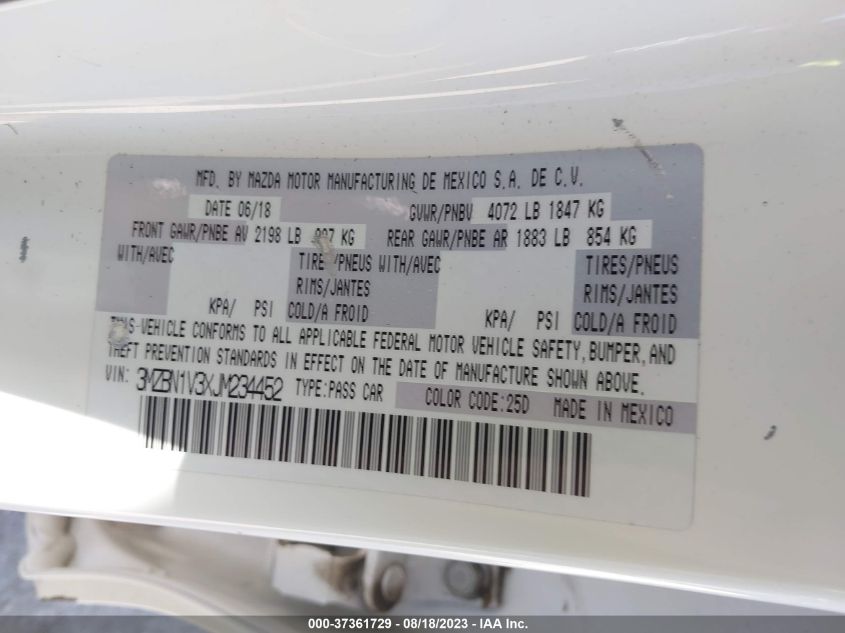 MFD. BY MAZDA MOTOR MANUFACTURING DE MEXICO S.A. DE C.V.
DATE 06/18 GVWR/PNBV 4072 LB 1847 KG
FRONT GAWR/PNBE AV 2198 LB 997 KG REAR GAWR/PNBE AR 1883 LB 854 KG
WITH/AVEC TIRES/PNEUS WITH/AVEC TIRES/PNEUS
RIMS/JANTES RIMS/JANTES
KPA/ PSI COLD/A FROID KPA/ PSI COLD/A FROID
THIS VEHICLE CONFORMS TO ALL APPLICABLE FEDERAL MOTOR VEHICLE SAFETY, BUMPER, AND
THEFT PREVENTION STANDARDS IN EFFECT ON THE DATE OF MANUFACTURE SHOWN ABOVE.
VIN: 3MZBN1V3XJM234452 TYPE:PASS CAR COLOR CODE:25D MADE IN MEXICO
000-37361729 — 08/18/2023 — IAA Inc.